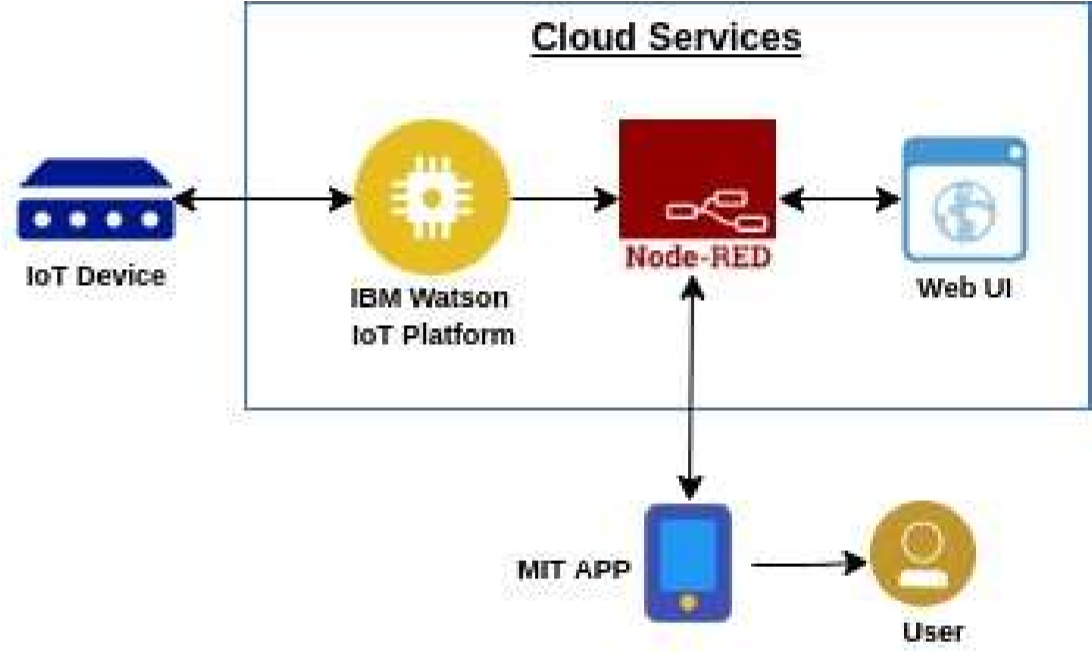 Cloud Services
IoT Device
IBM Watson
IoT Platform
Node-RED
Web UI
MIT APP
User